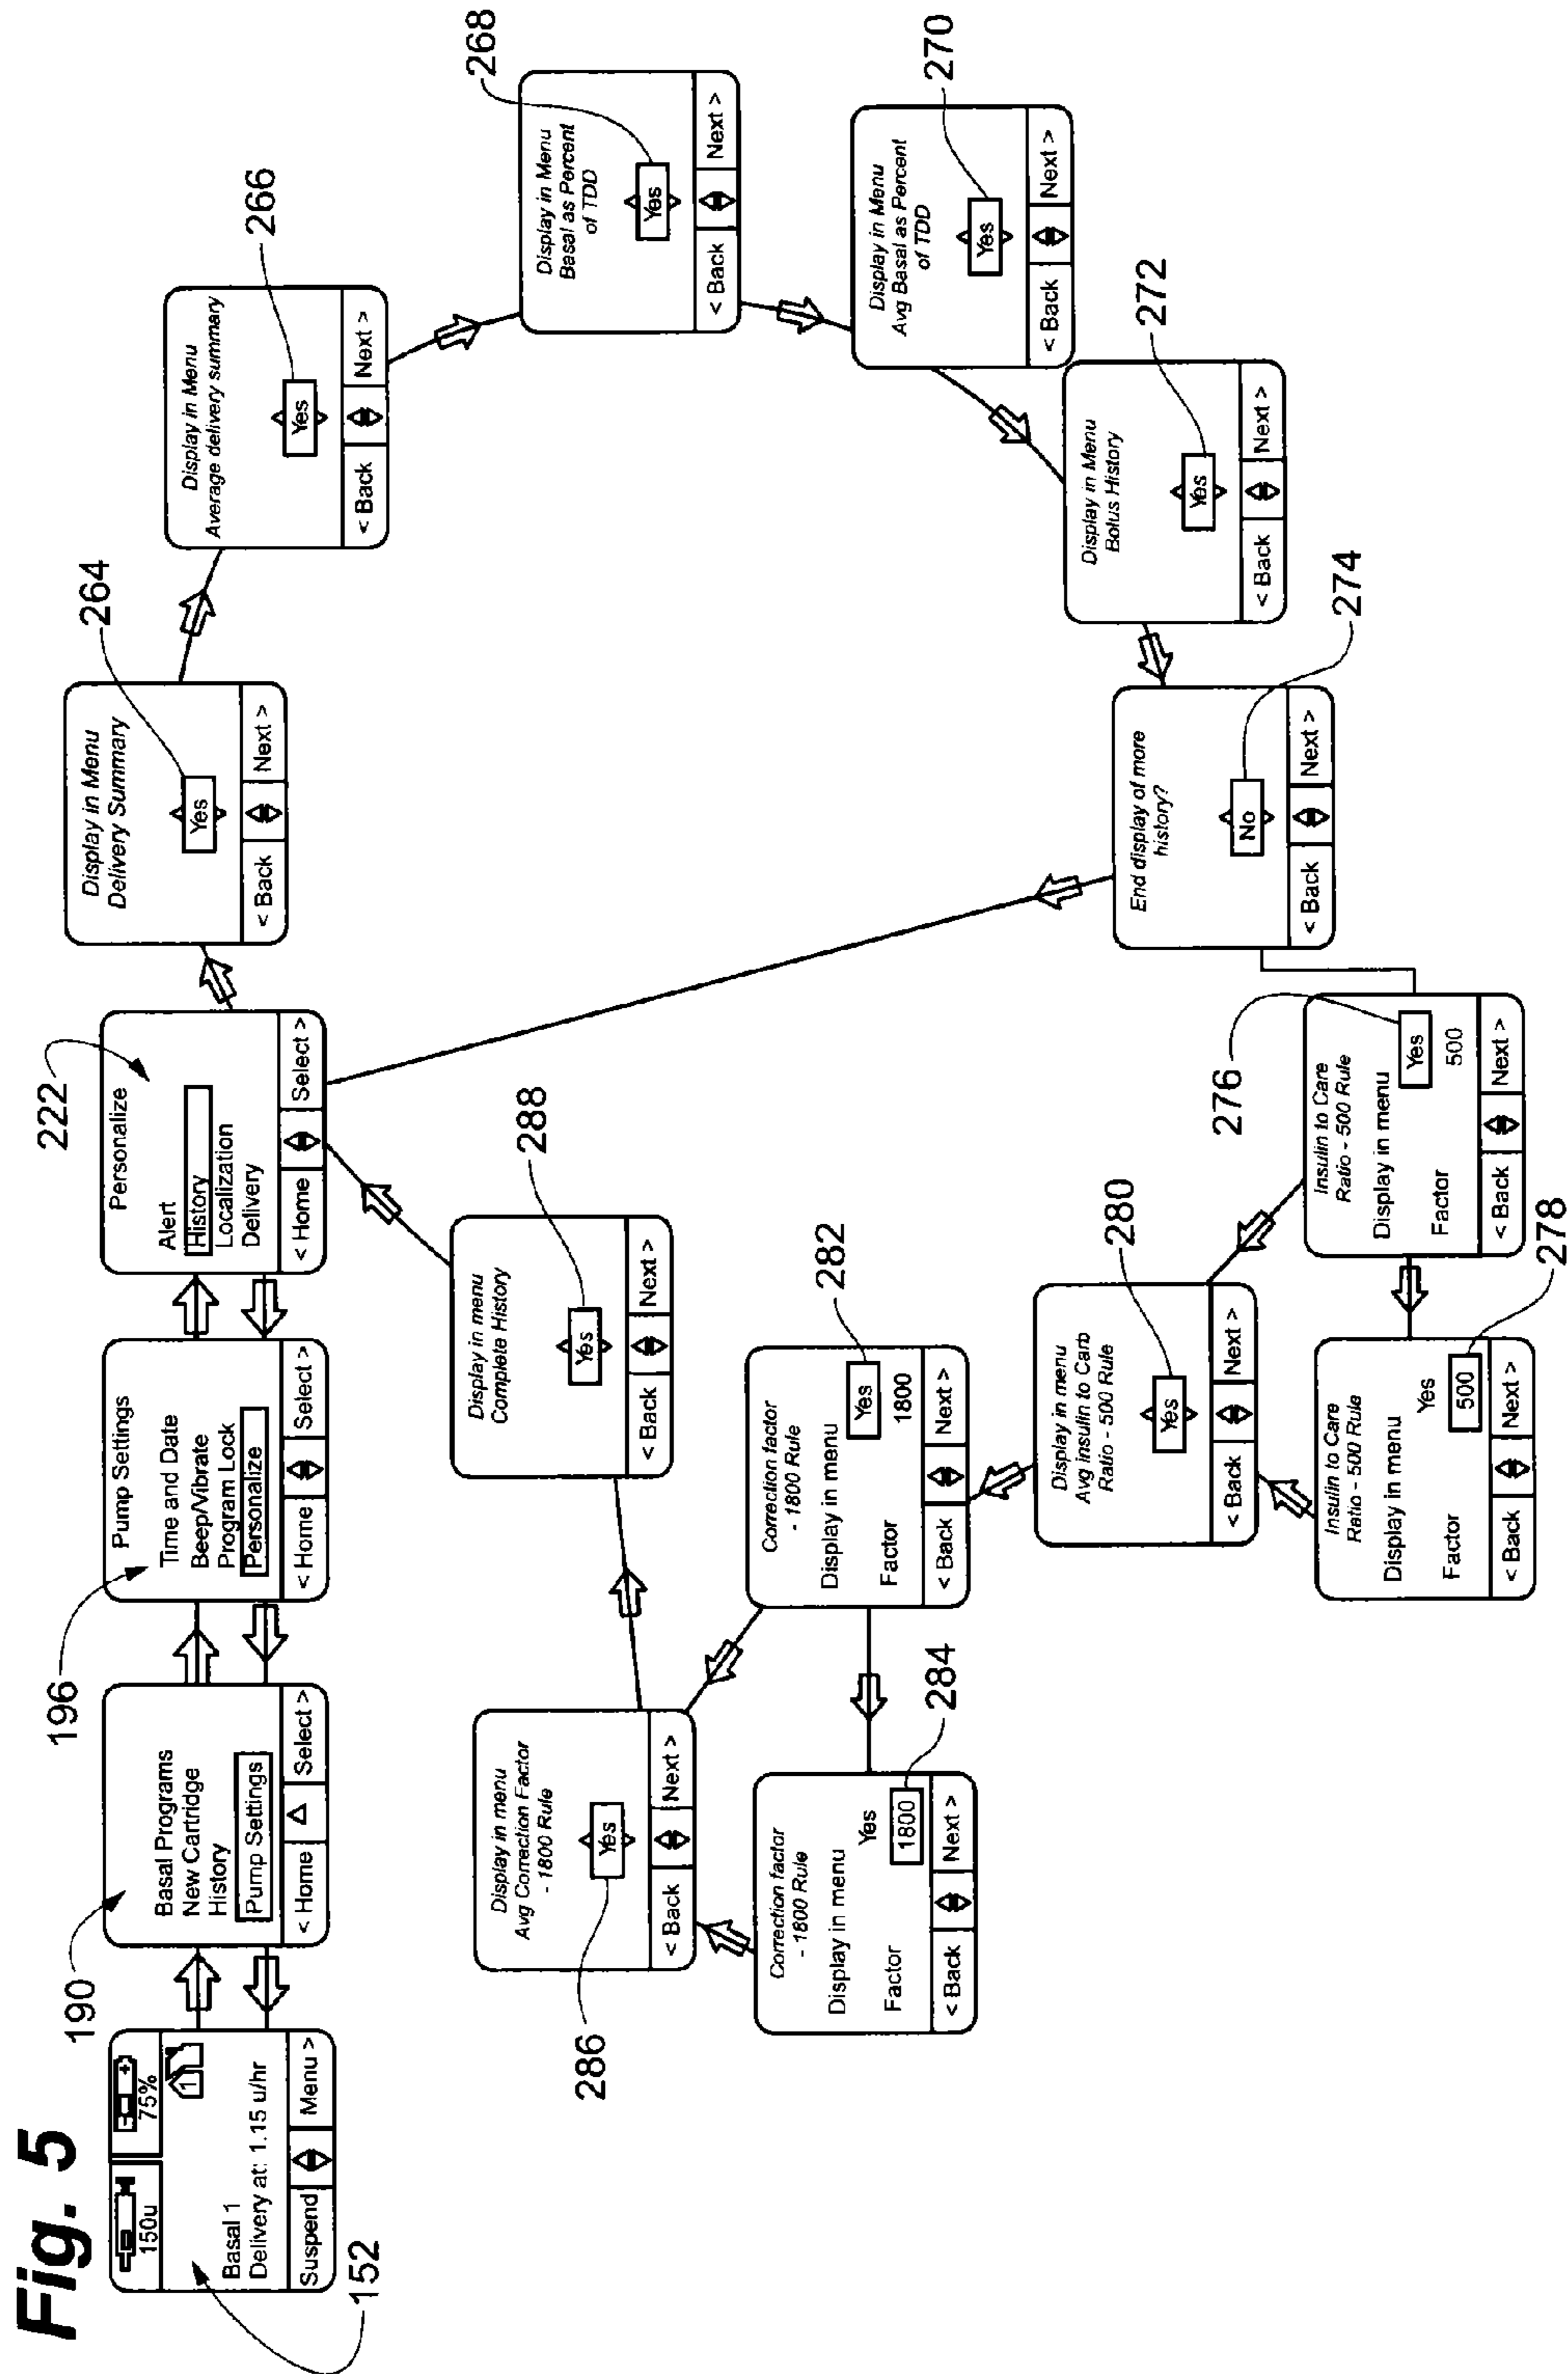 Fig. 5
150u
75%
1
Basal 1
Delivery at: 1.15 u/hr
Suspend
Menu >
152
190
Basal Programs
New Cartridge
History
Pump Settings
< Home
Select >
196
Pump Settings
Time and Date
Beep/Vibrate
Program Lock
Personalize
< Home
Select >
222
Personalize
Alert
History
Localization
Delivery
< Home
Select >
264
Display in Menu
Delivery Summary
Yes
< Back
Next >
266
Display in Menu
Average delivery summary
Yes
< Back
Next >
268
Display in Menu
Basal as Percent
of TDD
Yes
< Back
Next >
270
Display in Menu
Avg Basal as Percent
of TDD
Yes
< Back
Next >
272
Display in Menu
Bolus History
Yes
< Back
Next >
274
End display of more
history?
No
< Back
Next >
276
Insulin to Care
Ratio - 500 Rule
Display in menu
Yes
Factor
500
< Back
Next >
278
Insulin to Care
Ratio - 500 Rule
Display in menu
Yes
Factor
500
< Back
Next >
280
Display in menu
Avg insulin to Carb
Ratio - 500 Rule
Yes
< Back
Next >
282
Correction factor
- 1800 Rule
Display in menu
Yes
Factor
1800
< Back
Next >
284
Correction factor
- 1800 Rule
Display in menu
Yes
Factor
1800
< Back
Next >
286
Display in menu
Avg Correction Factor
- 1800 Rule
Yes
< Back
Next >
288
Display in menu
Complete History
Yes
< Back
Next >